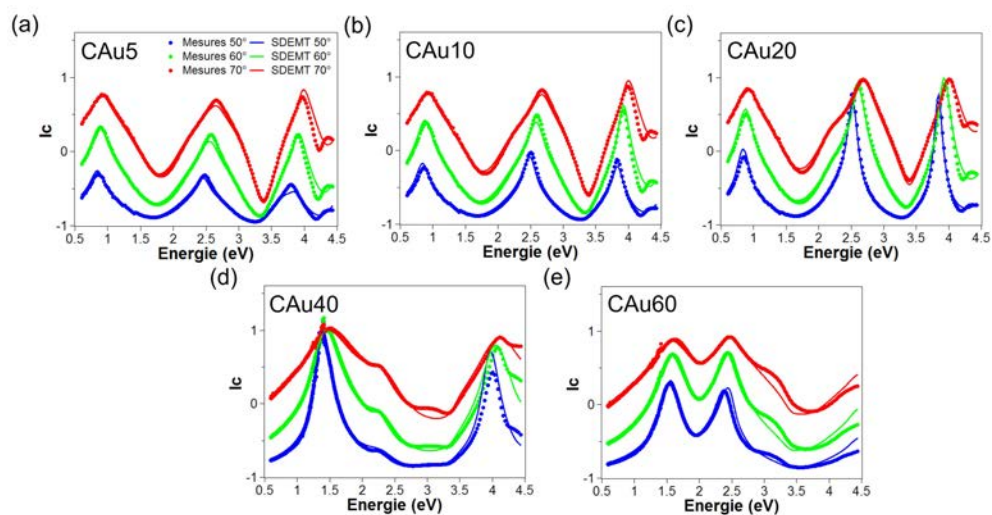 (a)
CAu5
Mesures 50° SDEMT 50°
Mesures 60° SDEMT 60°
Mesures 70° SDEMT 70°
Ic
1
0
-1
0.5 1 1.5 2 2.5 3 3.5 4 4.5
Energie (eV)
(b)
CAu10
Ic
1
0
-1
0.5 1 1.5 2 2.5 3 3.5 4 4.5
Energie (eV)
(c)
CAu20
Ic
1
0
-1
0.5 1 1.5 2 2.5 3 3.5 4 4.5
Energie (eV)
(d)
CAu40
Ic
1
0
-1
0.5 1 1.5 2 2.5 3 3.5 4 4.5
Energie (eV)
(e)
CAu60
Ic
1
0
-1
0.5 1 1.5 2 2.5 3 3.5 4 4.5
Energie (eV)